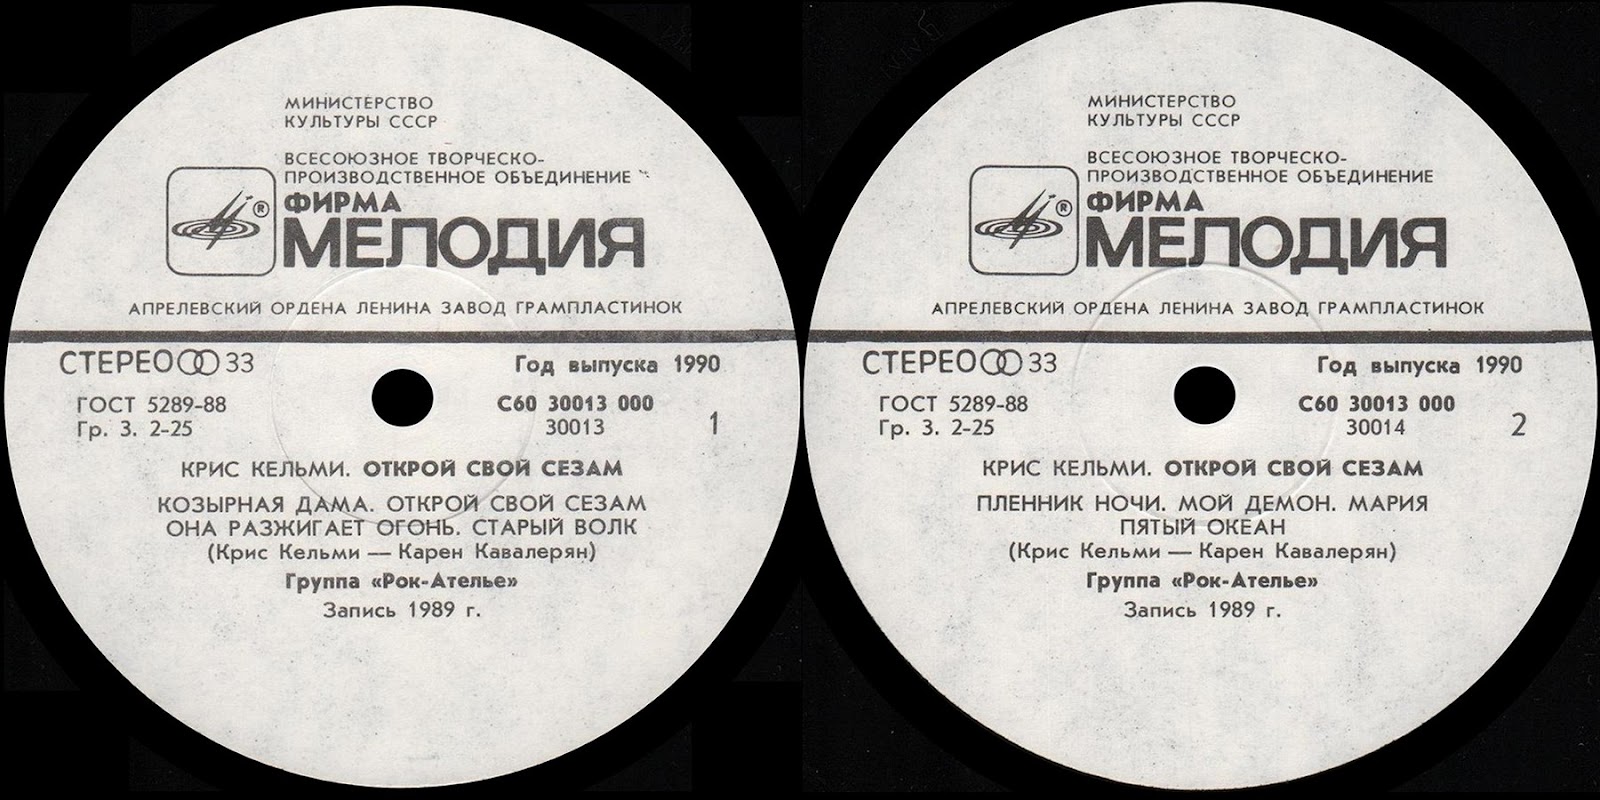 МИНИСТЕРСТВО
КУЛЬТУРЫ СССР
ВСЕСОЮЗНОЕ ТВОРЧЕСКО-
ПРОИЗВОДСТВЕННОЕ ОБЪЕДИНЕНИЕ
ФИРМА
®
МЕЛОДИЯ
АПРЕЛЕВСКИЙ ОРДЕНА ЛЕНИНА ЗАВОД ГРАМПЛАСТИНОК
СТЕРЕО 33
Год выпуска 1990
ГОСТ 5289-88
Гр. 3. 2-25
С60 30013 000
30013
1
КРИС КЕЛЬМИ. ОТКРОЙ СВОЙ СЕЗАМ
КОЗЫРНАЯ ДАМА. ОТКРОЙ СВОЙ СЕЗАМ
ОНА РАЗЖИГАЕТ ОГОНЬ. СТАРЫЙ ВОЛК
(Крис Кельми — Карен Кавалерян)
Группа «Рок-Ателье»
Запись 1989 г.
МИНИСТЕРСТВО
КУЛЬТУРЫ СССР
ВСЕСОЮЗНОЕ ТВОРЧЕСКО-
ПРОИЗВОДСТВЕННОЕ ОБЪЕДИНЕНИЕ
ФИРМА
®
МЕЛОДИЯ
АПРЕЛЕВСКИЙ ОРДЕНА ЛЕНИНА ЗАВОД ГРАМПЛАСТИНОК
СТЕРЕО 33
Год выпуска 1990
ГОСТ 5289-88
Гр. 3. 2-25
С60 30013 000
30014
2
КРИС КЕЛЬМИ. ОТКРОЙ СВОЙ СЕЗАМ
ПЛЕННИК НОЧИ. МОЙ ДЕМОН. МАРИЯ
ПЯТЫЙ ОКЕАН
(Крис Кельми — Карен Кавалерян)
Группа «Рок-Ателье»
Запись 1989 г.